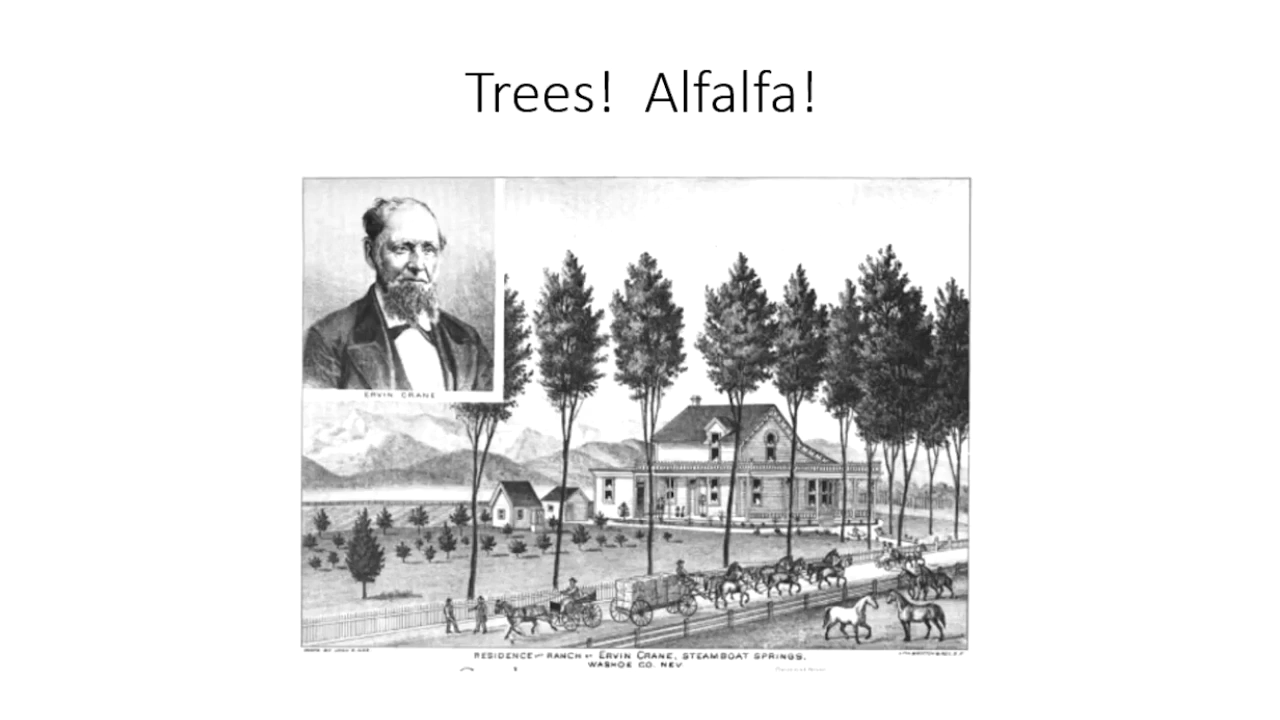 Trees!  Alfalfa!
ERVIN CRANE
RESIDENCE AND RANCH OF ERVIN CRANE, STEAMBOAT SPRINGS.
WASHOE CO. NEV